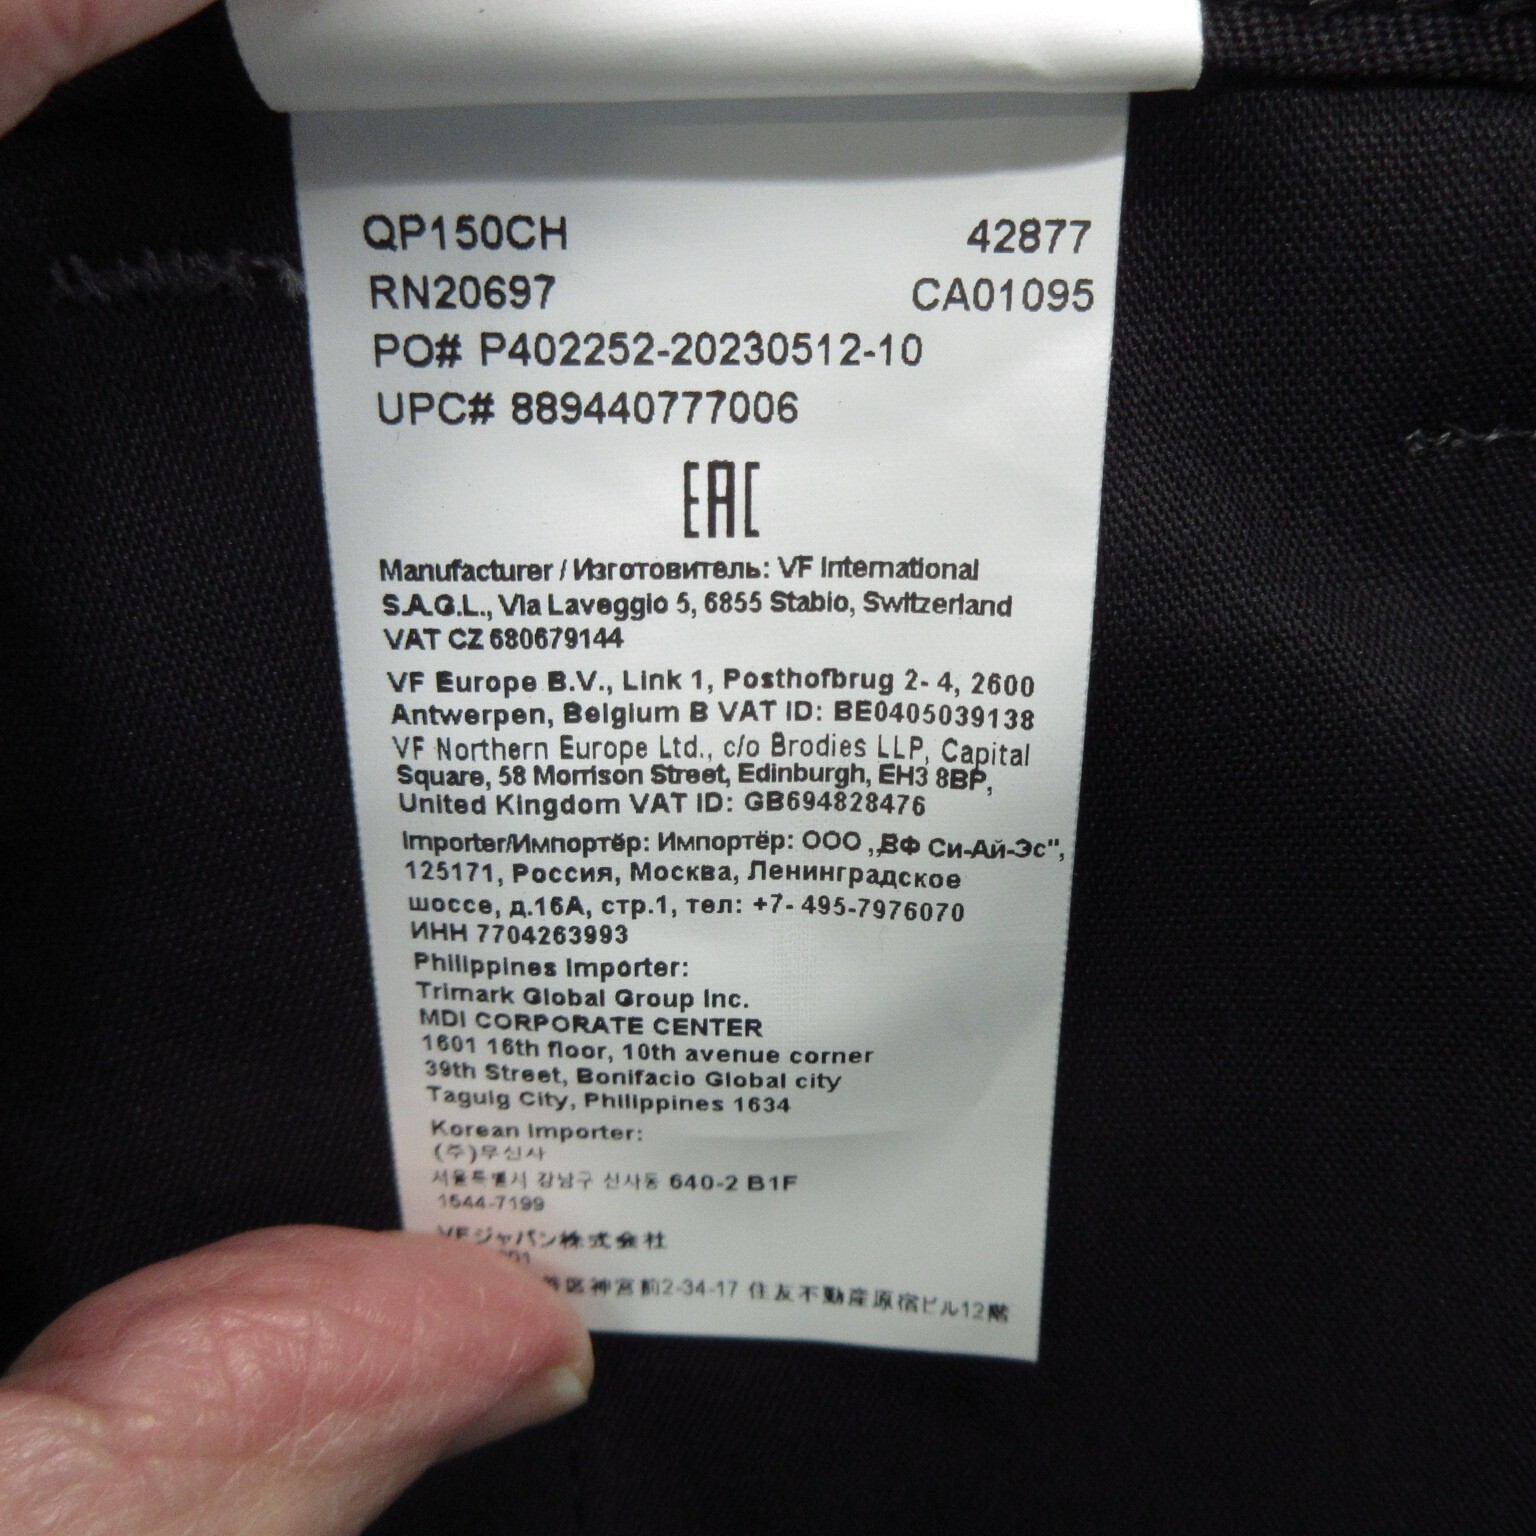 QP150CH 42877
RN20697 CA01095
PO# P402252-20230512-10
UPC# 889440777006
EAC
Manufacturer / Изготовитель: VF International
S.A.G.L., Via Laveggio 5, 6855 Stabio, Switzerland
VAT CZ 680679144
VF Europe B.V., Link 1, Posthofbrug 2- 4, 2600
Antwerpen, Belgium B VAT ID: BE0405039138
VF Northern Europe Ltd., c/o Brodies LLP, Capital
Square, 58 Morrison Street, Edinburgh, EH3 8BP,
United Kingdom VAT ID: GB694828476
Importer/Импортёр: Импортёр: ООО „ВФ Си-Ай-Эс",
125171, Россия, Москва, Ленинградское
шоссе, д.16А, стр.1, тел: +7- 495-7976070
ИНН 7704263993
Philippines Importer:
Trimark Global Group Inc.
MDI CORPORATE CENTER
1601 16th floor, 10th avenue corner
39th Street, Bonifacio Global city
Taguig City, Philippines 1634
Korean Importer:
(주)무신사
서울특별시 강남구 신사동 640-2 B1F
1544-7199
VFジャパン株式会社
区神宮前2-34-17 住友不動産原宿ビル12階